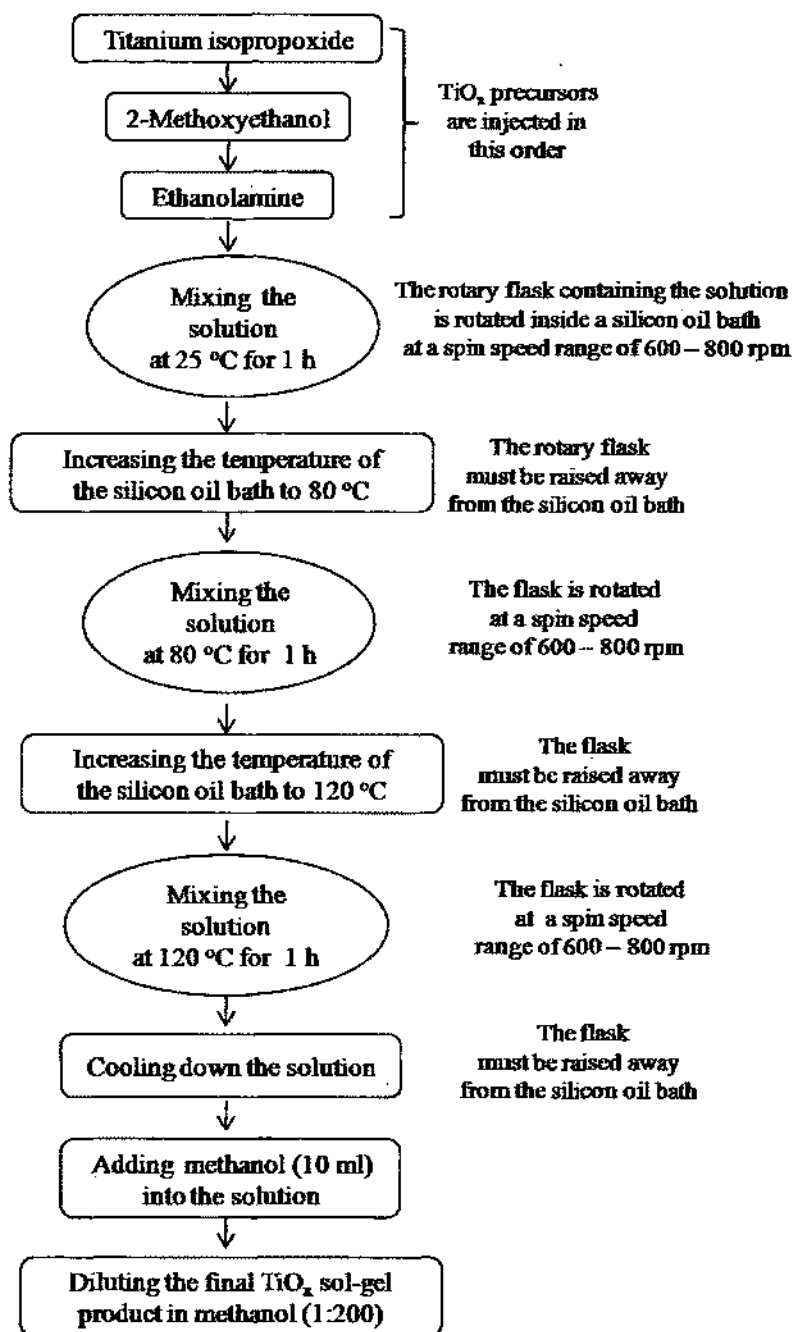 Titanium isopropoxide
2-Methoxyethanol
Ethanolamine
TiOₓ precursors
are injected in
this order
Mixing the
solution
at 25 °C for 1 h
The rotary flask containing the solution
is rotated inside a silicon oil bath
at a spin speed range of 600 – 800 rpm
Increasing the temperature of
the silicon oil bath to 80 °C
The rotary flask
must be raised away
from the silicon oil bath
Mixing the
solution
at 80 °C for 1 h
The flask is rotated
at a spin speed
range of 600 – 800 rpm
Increasing the temperature of
the silicon oil bath to 120 °C
The flask
must be raised away
from the silicon oil bath
Mixing the
solution
at 120 °C for 1 h
The flask is rotated
at a spin speed
range of 600 – 800 rpm
Cooling down the solution
The flask
must be raised away
from the silicon oil bath
Adding methanol (10 ml)
into the solution
Diluting the final TiOₓ sol-gel
product in methanol (1:200)